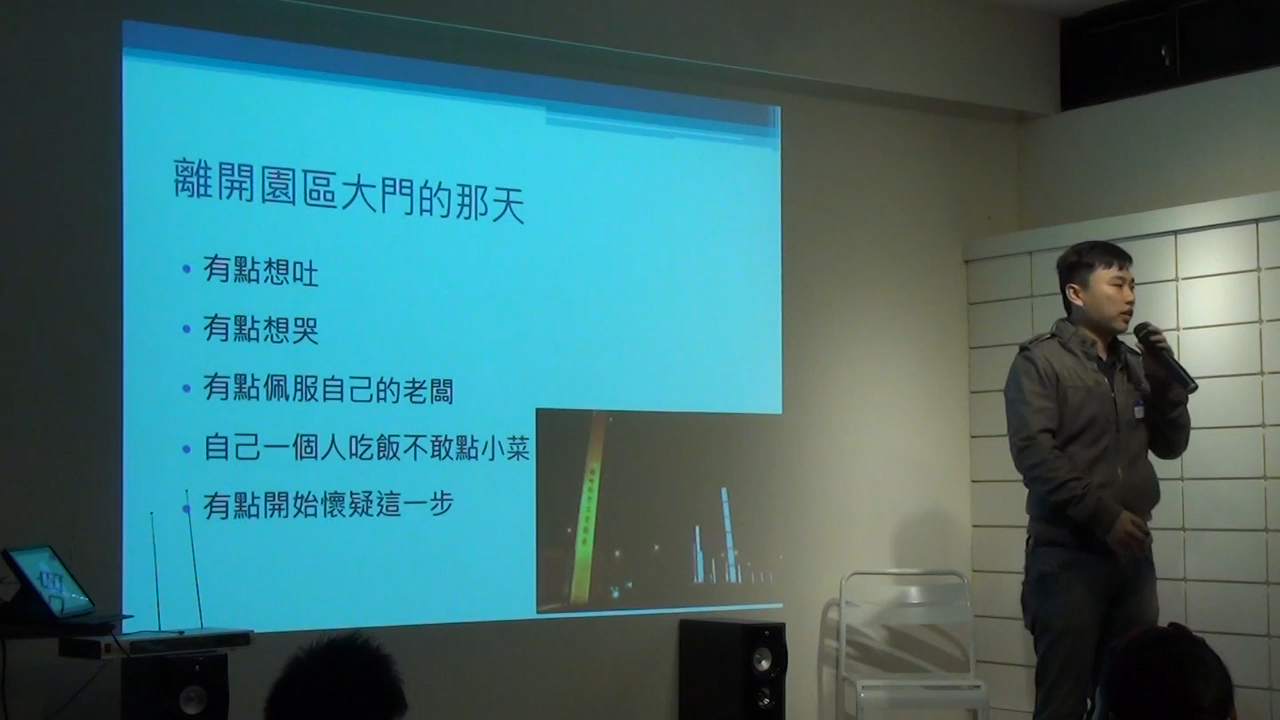 離開園區大門的那天
有點想吐
有點想哭
有點佩服自己的老闆
自己一個人吃飯不敢點小菜
有點開始懷疑這一步